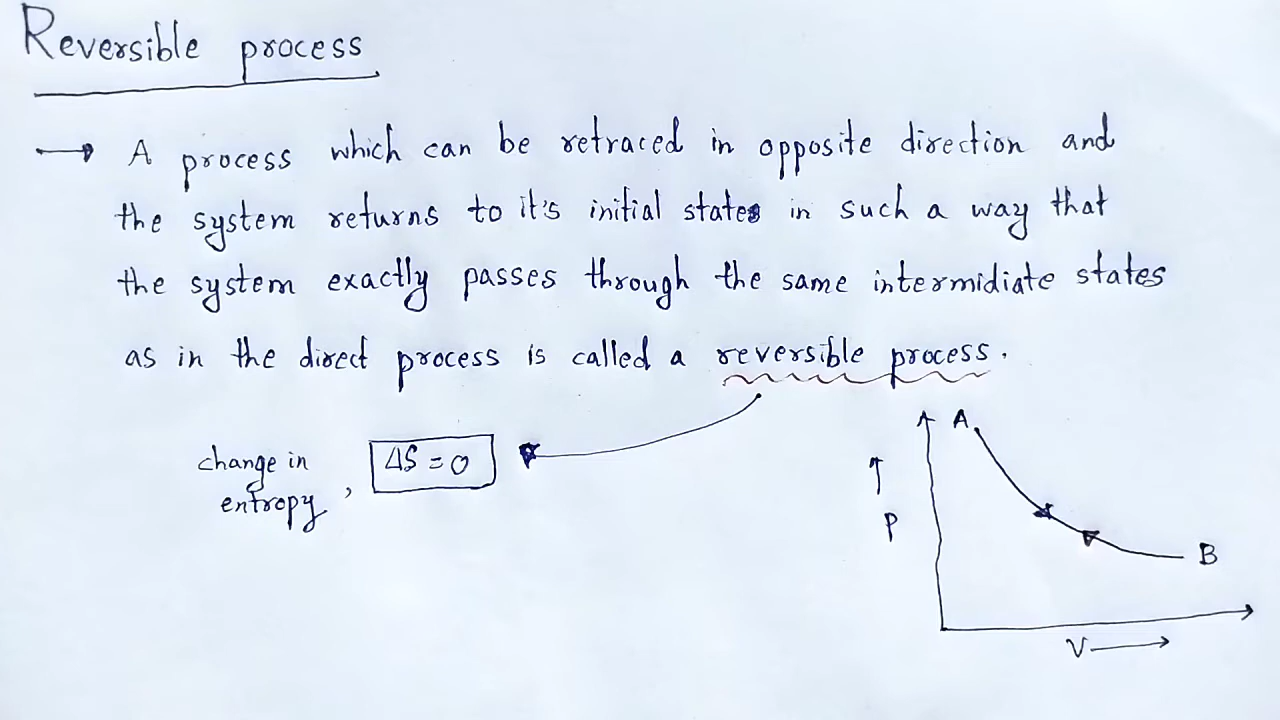 Reversible process
→ A process which can be retraced in opposite direction and
the system returns to it's initial states in such a way that
the system exactly passes through the same intermidiate states
as in the direct process is called a reversible process.
change in
entropy, ΔS = 0
A
↑
P
B
V →